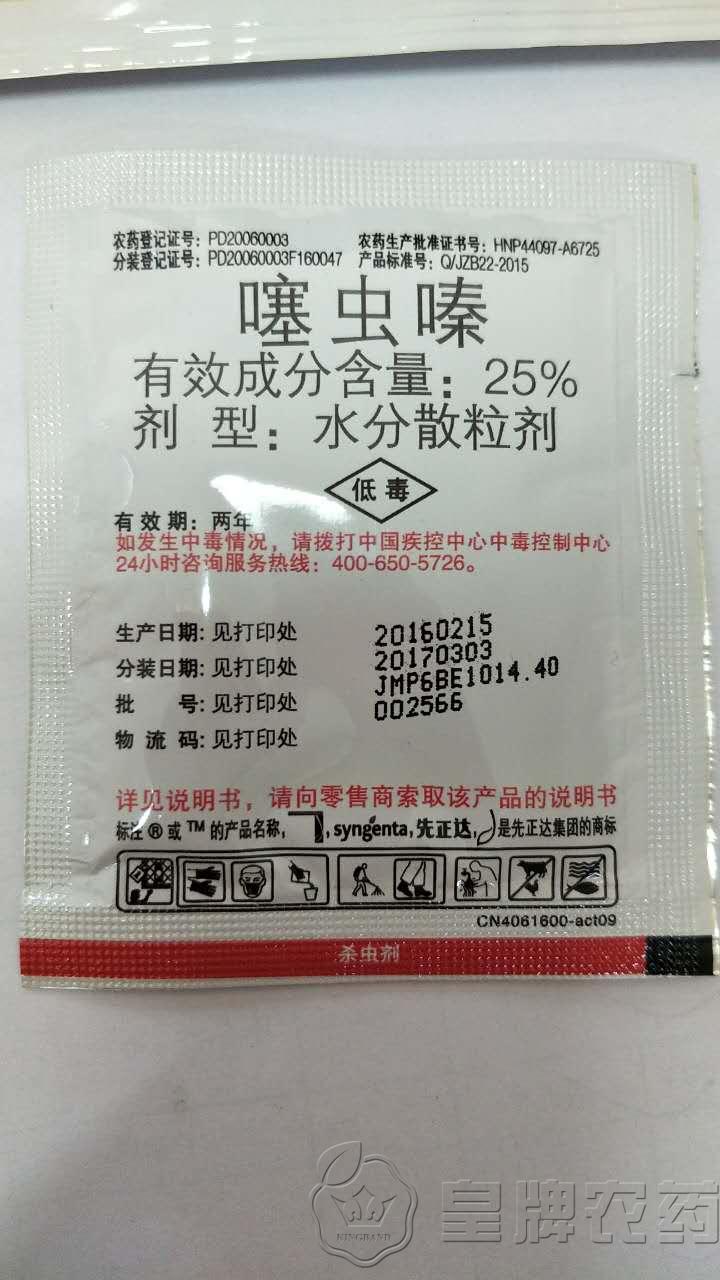 农药登记证号：PD20060003 农药生产批准证书号：HNP44097-A6725
分装登记证号：PD20060003F160047 产品标准号：Q/JZB22-2015
噻虫嗪
有效成分含量：25%
剂 型：水分散粒剂
低毒
有效期：两年
如发生中毒情况，请拨打中国疾控中心中毒控制中心
24小时咨询服务热线：400-650-5726。
生产日期：见打印处 20160215
分装日期：见打印处 20170303
批 号：见打印处 JMP6BE1014.40
物流码：见打印处 002566
详见说明书，请向零售商索取该产品的说明书
标注 ® 或 ™ 的产品名称， , syngenta, 先正达, 是先正达集团的商标
CN4061600-act09
杀虫剂
KINGBAND
皇牌农药